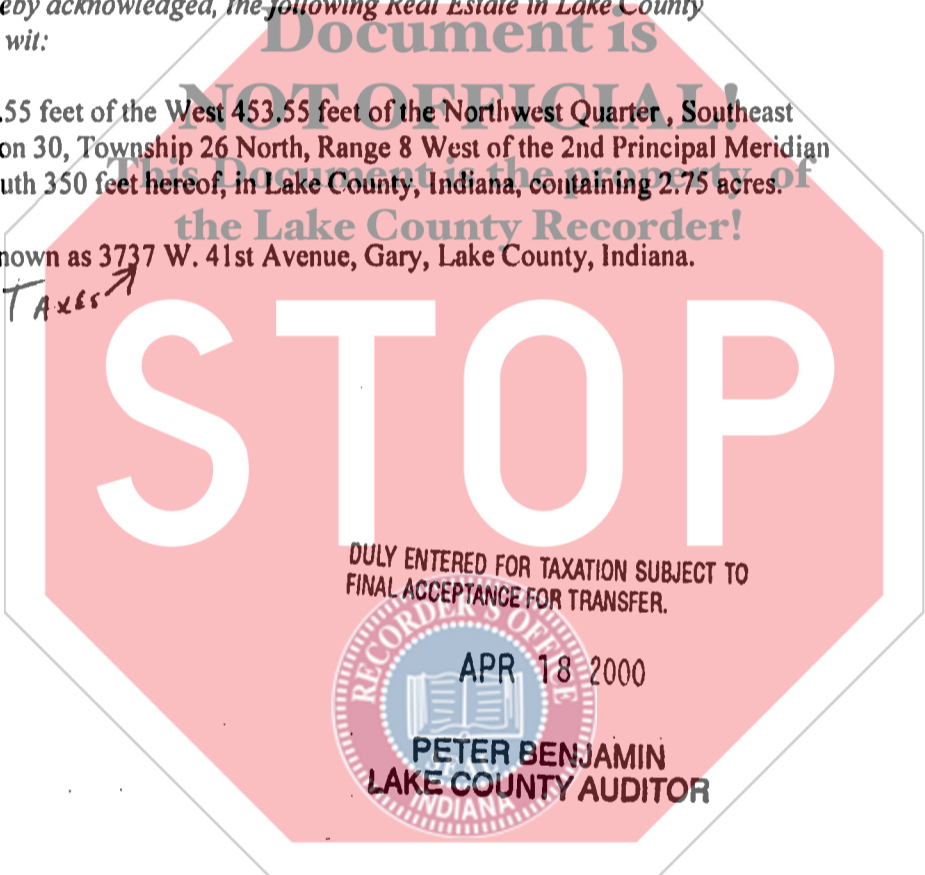 eby acknowledged, the following Real Estate in Lake County
wit:
Document is
NOT OFFICIAL!
This Document is the property of
the Lake County Recorder!
.55 feet of the West 453.55 feet of the Northwest Quarter , Southeast
on 30, Township 26 North, Range 8 West of the 2nd Principal Meridian
uth 350 feet hereof, in Lake County, Indiana, containing 2.75 acres.
nown as 3737 W. 41st Avenue, Gary, Lake County, Indiana.
TAxes
STOP
DULY ENTERED FOR TAXATION SUBJECT TO
FINAL ACCEPTANCE FOR TRANSFER.
RECORDER'S OFFICE
APR 18 2000
PETER BENJAMIN
SEAL
LAKE COUNTY AUDITOR
INDIANA